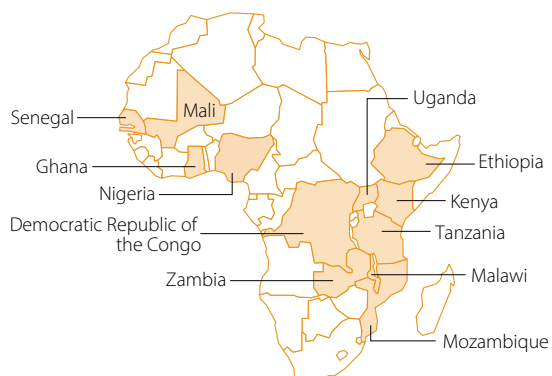 Senegal
Mali
Ghana
Nigeria
Democratic Republic of
the Congo
Zambia
Uganda
Ethiopia
Kenya
Tanzania
Malawi
Mozambique